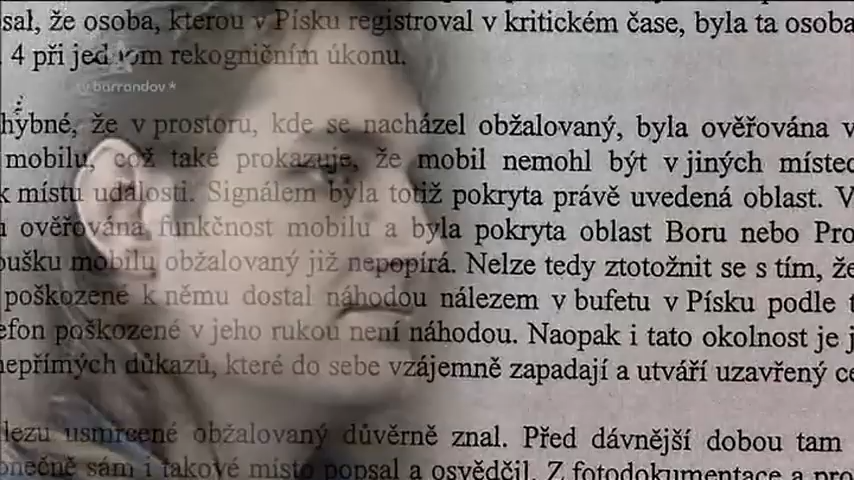 sal, že osoba, kterou v Písku registroval v kritickém čase, byla ta osoba
4 při jednom rekogničním úkonu.
tv barrandov*
hybné, že v prostoru, kde se nacházel obžalovaný, byla ověřována v
mobilu, což také prokazuje, že mobil nemohl být v jiných místec
k místu události. Signálem byla totiž pokryta právě uvedená oblast. V
ověřována funkčnost mobilu a byla pokryta oblast Boru nebo Pro
oušku mobilu obžalovaný již nepopírá. Nelze tedy ztotožnit se s tím, že
poškozené k němu dostal náhodou nálezem v bufetu v Písku podle t
efon poškozené v jeho rukou není náhodou. Naopak i tato okolnost je j
nepřímých důkazů, které do sebe vzájemně zapadají a utváří uzavřený ce
lezu usmrcené obžalovaný důvěrně znal. Před dávnější dobou tam
onečně sám i takové místo popsal a osvědčil. Z fotodokumentace a pro